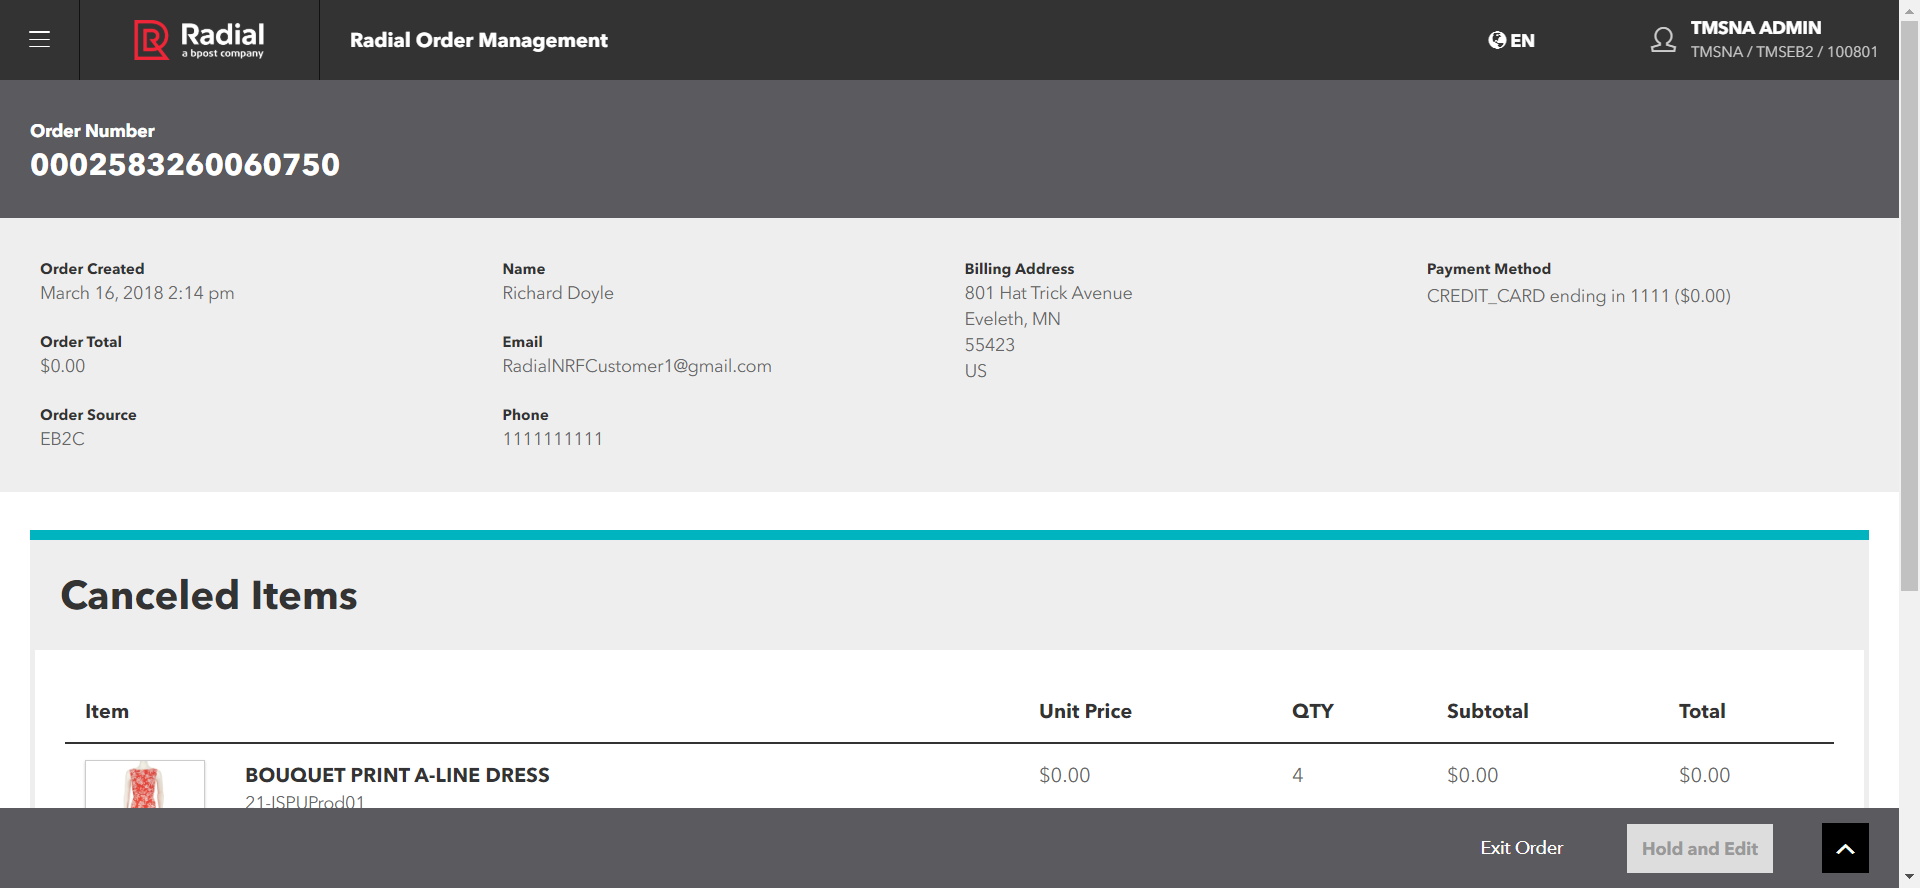 Radial
a bpost company
Radial Order Management
EN
TMSNA ADMIN
TMSNA / TMSEB2 / 100801
Order Number
0002583260060750
Order Created
March 16, 2018 2:14 pm
Order Total
$0.00
Order Source
EB2C
Name
Richard Doyle
Email
RadialNRFCustomer1@gmail.com
Phone
1111111111
Billing Address
801 Hat Trick Avenue
Eveleth, MN
55423
US
Payment Method
CREDIT_CARD ending in 1111 ($0.00)
Canceled Items
Item Unit Price QTY Subtotal Total
BOUQUET PRINT A-LINE DRESS $0.00 4 $0.00 $0.00
21-ISPUProd01
Exit Order
Hold and Edit